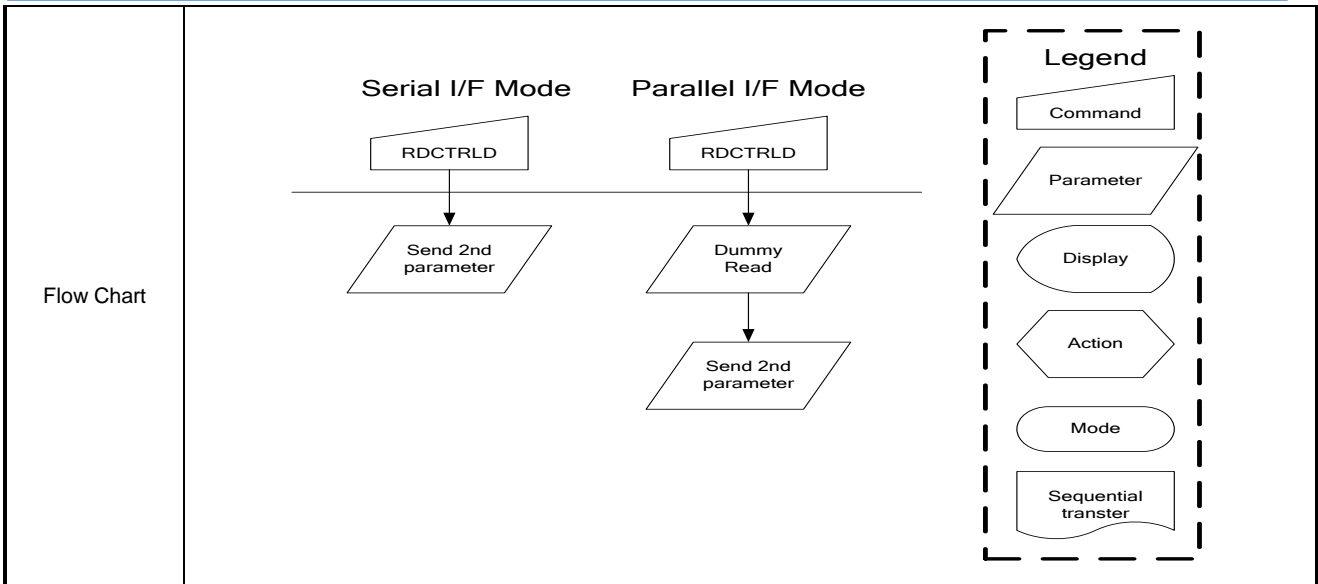 Flow Chart
Serial I/F Mode
RDCTRLD
Send 2nd
parameter
Parallel I/F Mode
RDCTRLD
Dummy
Read
Send 2nd
parameter
Legend
Command
Parameter
Display
Action
Mode
Sequential
transter